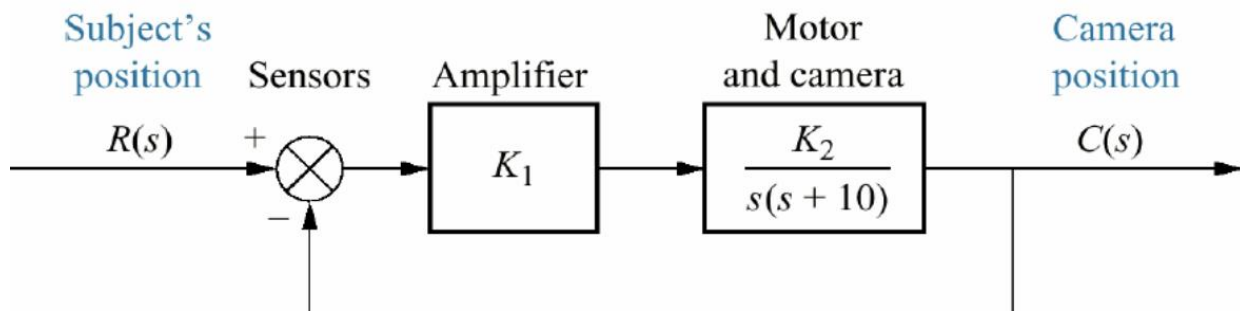 Subject's
position
Sensors
Amplifier
Motor
and camera
Camera
position
R(s)
+
−
K₁
K₂
s(s + 10)
C(s)